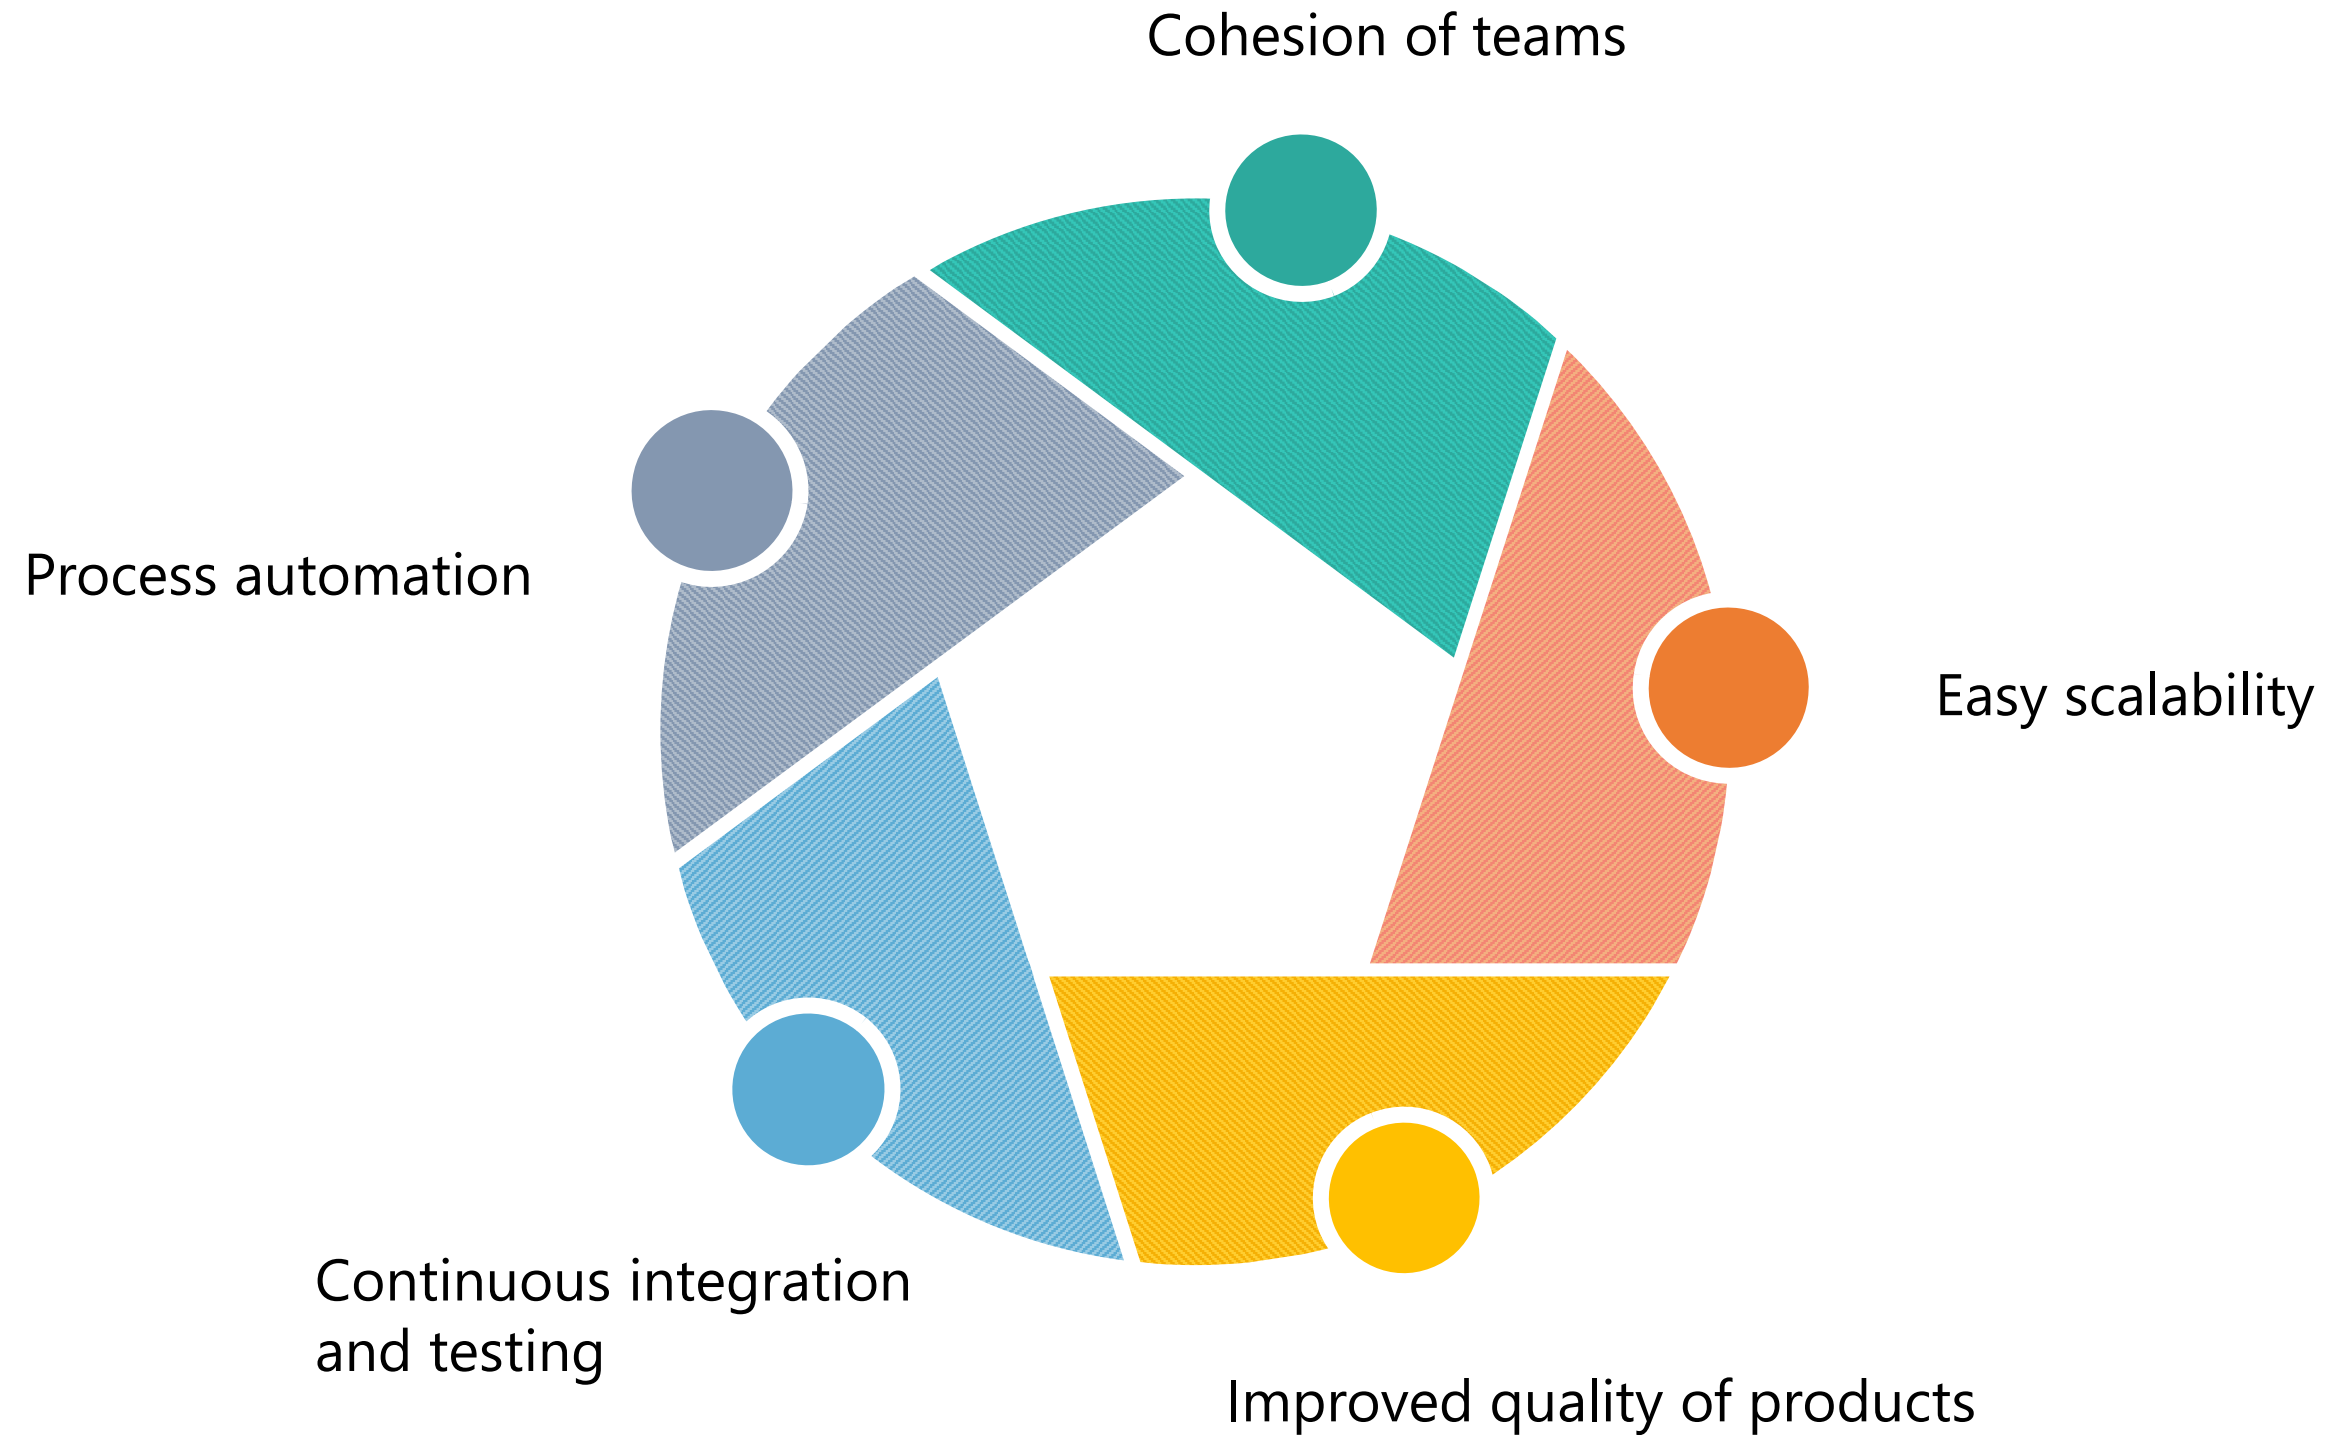 Cohesion of teams
Process automation
Easy scalability
Continuous integration
and testing
Improved quality of products